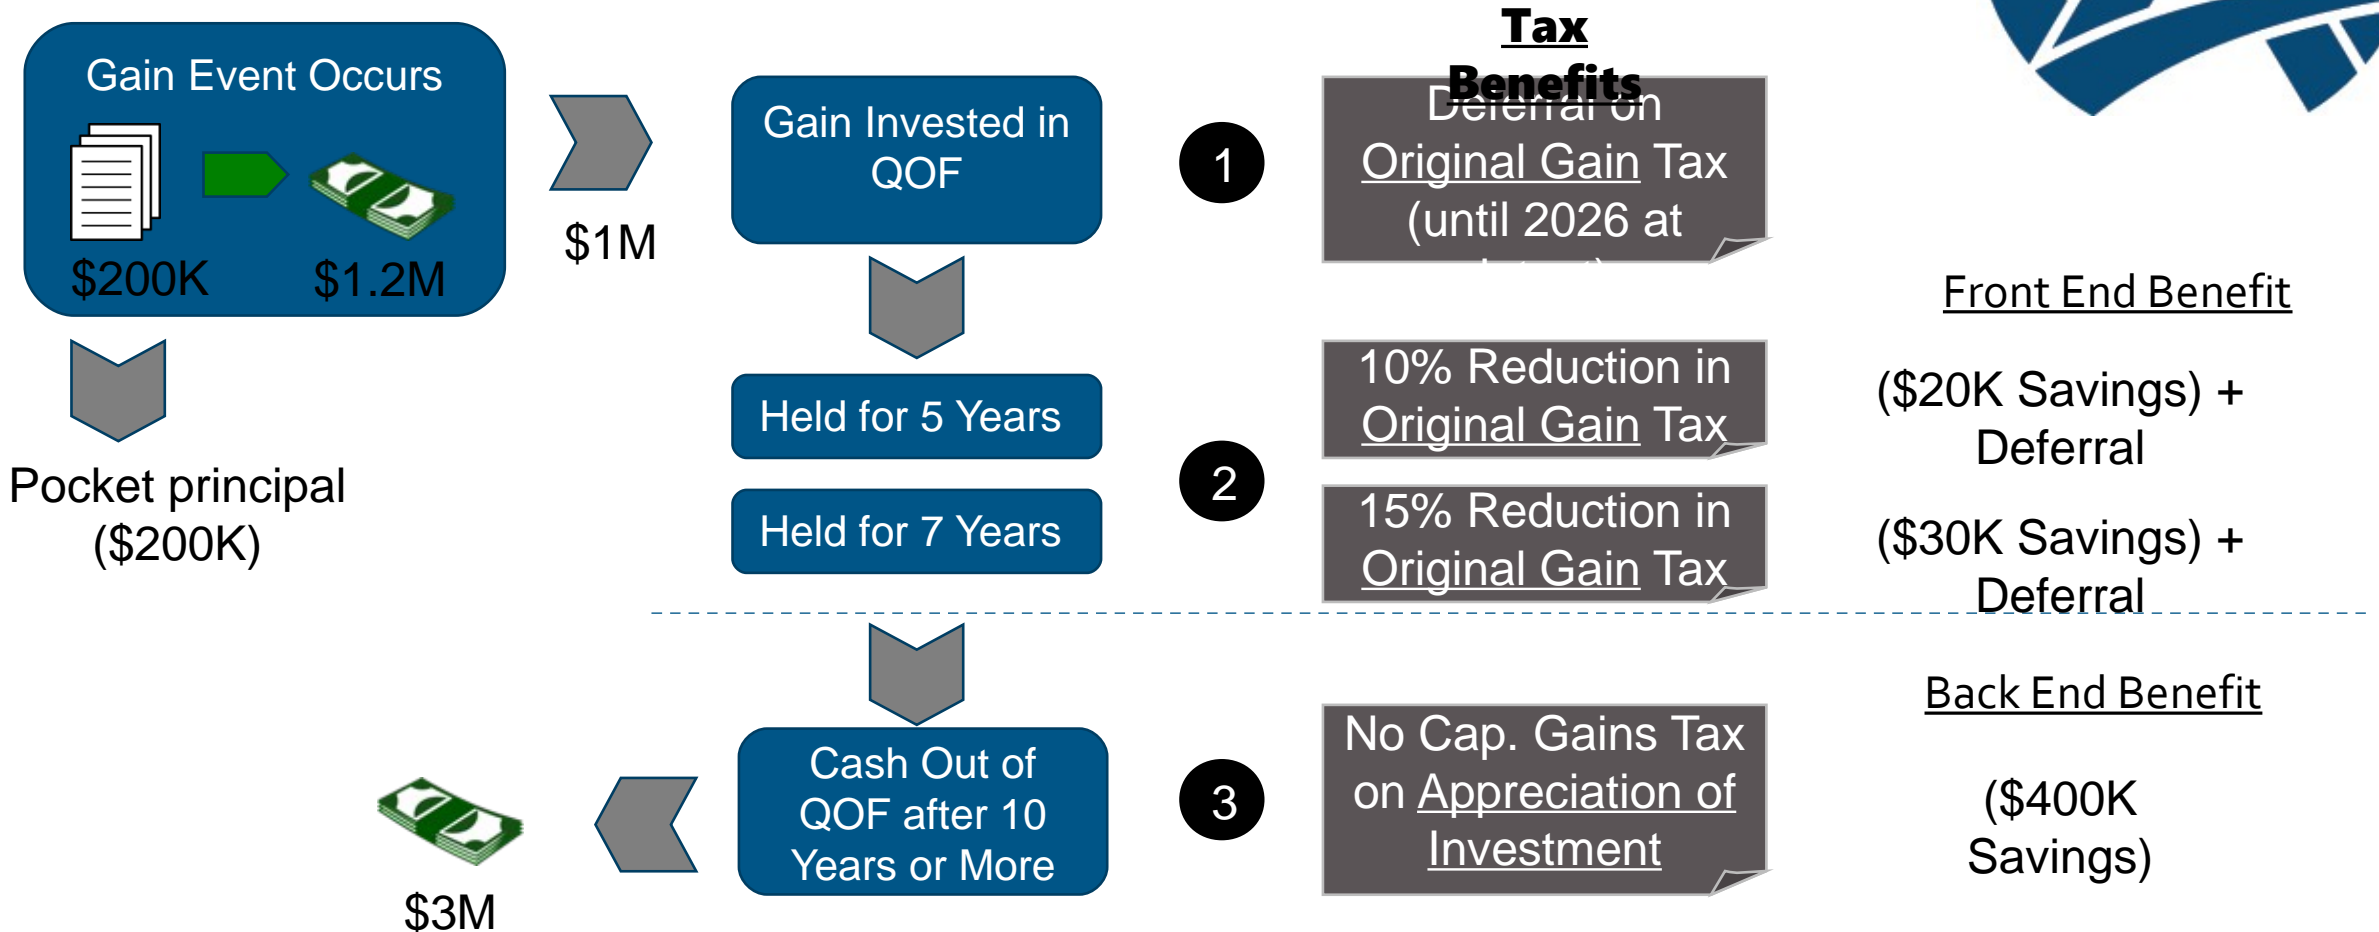 Tax
Benefits
Gain Event Occurs
$200K
$1.2M
$1M
Pocket principal
($200K)
Gain Invested in
QOF
1
Deferral on
Original Gain Tax
(until 2026 at
Front End Benefit
Held for 5 Years
Held for 7 Years
2
10% Reduction in
Original Gain Tax
15% Reduction in
Original Gain Tax
($20K Savings) +
Deferral
($30K Savings) +
Deferral
Back End Benefit
Cash Out of
QOF after 10
Years or More
$3M
3
No Cap. Gains Tax
on Appreciation of
Investment
($400K
Savings)